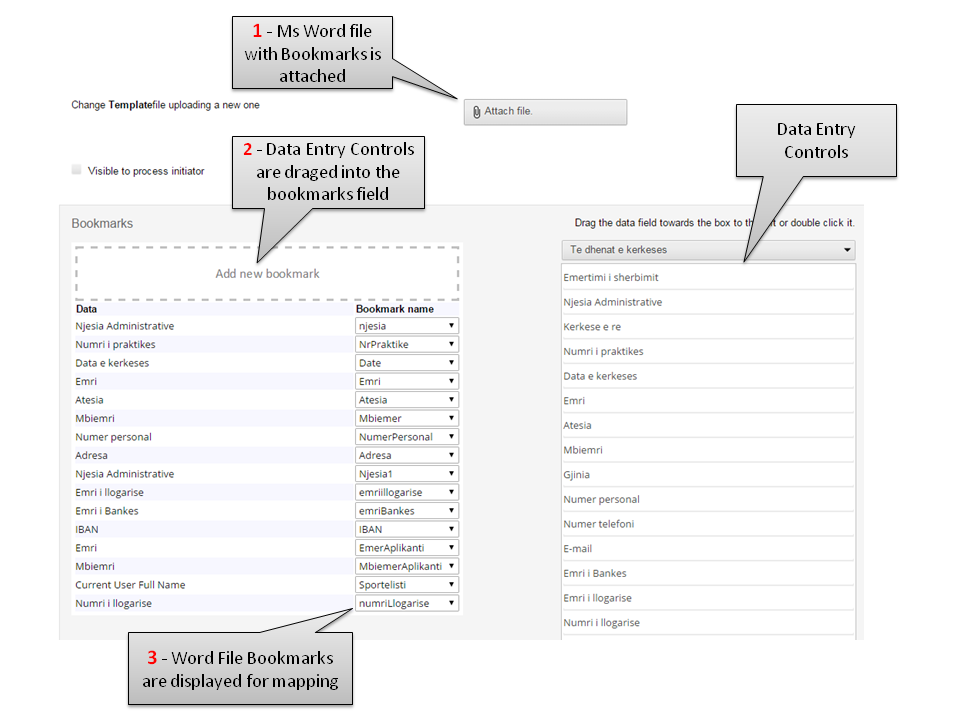 1 - Ms Word file
with Bookmarks is
attached
Change Templatefile uploading a new one
Attach file.
Data Entry
Controls
2 - Data Entry Controls
are draged into the
bookmarks field
Visible to process initiator
Bookmarks
Drag the data field towards the box to th t or double click it.
Add new bookmark
Te dhenat e kerkeses
Data Bookmark name
Njesia Administrative njesia
Numri i praktikes NrPraktike
Data e kerkeses Date
Emri Emri
Atesia Atesia
Mbiemri Mbiemer
Numer personal NumerPersonal
Adresa Adresa
Njesia Administrative Njesia1
Emri i llogarise emriillogarise
Emri i Bankes emriBankes
IBAN IBAN
Emri EmerAplikanti
Mbiemri MbiemerAplikanti
Current User Full Name Sportelisti
Numri i llogarise numriLlogarise
Emertimi i sherbimit
Njesia Administrative
Kerkese e re
Numri i praktikes
Data e kerkeses
Emri
Atesia
Mbiemri
Gjinia
Numer personal
Numer telefoni
E-mail
Emri i Bankes
Emri i llogarise
Numri i llogarise
3 - Word File Bookmarks
are displayed for mapping